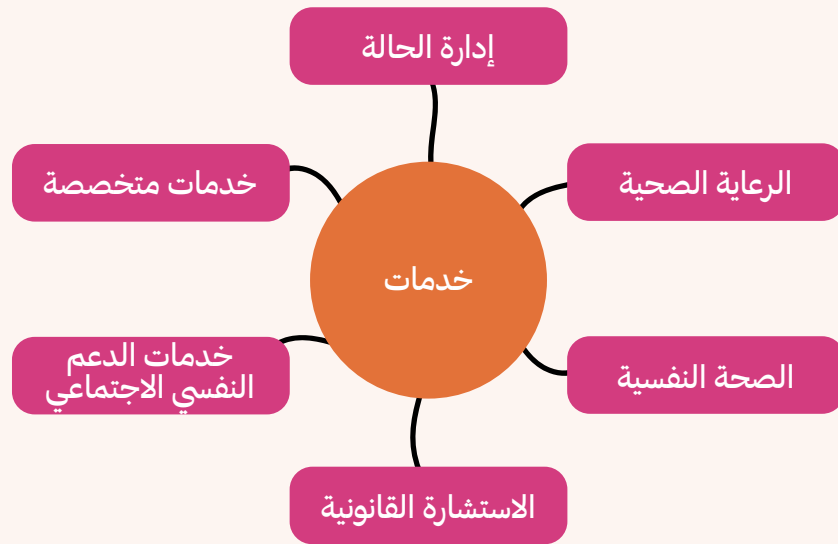 إدارة الحالة
الرعاية الصحية
خدمات متخصصة
خدمات
الصحة النفسية
خدمات الدعم
النفسي الاجتماعي
الاستشارة القانونية